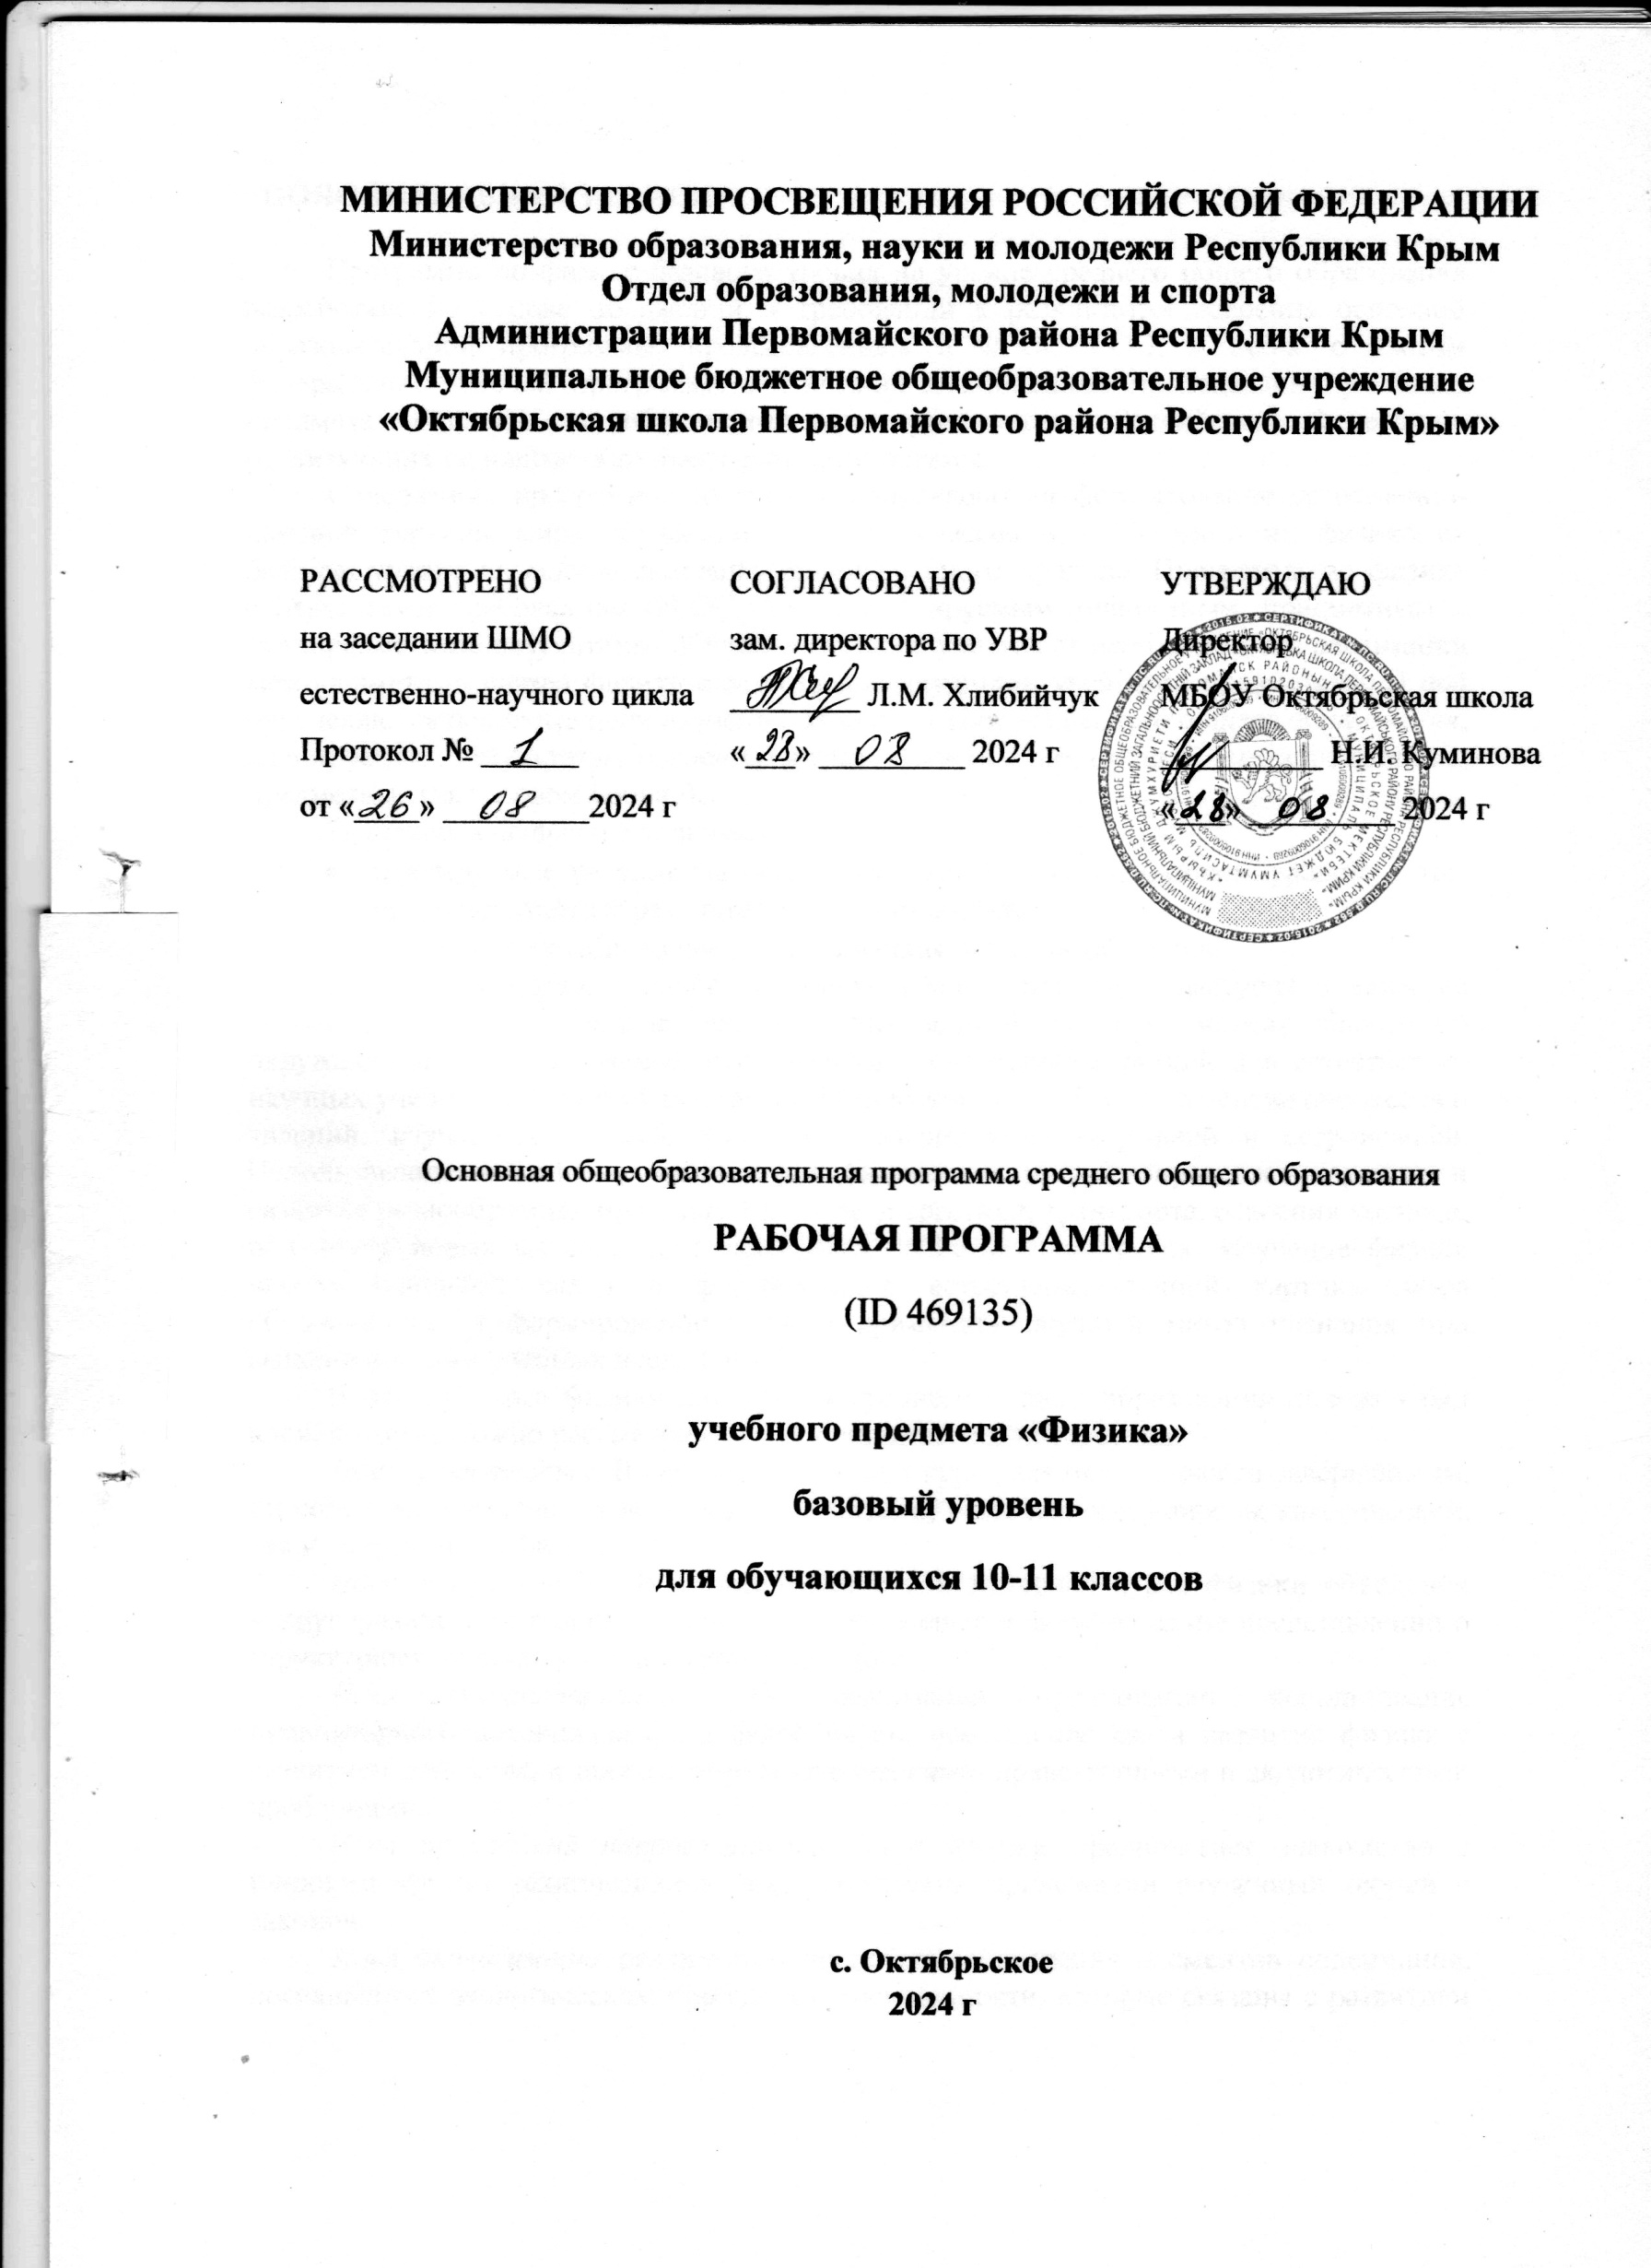 МИНИСТЕРСТВО ПРОСВЕЩЕНИЯ РОССИЙСКОЙ ФЕДЕРАЦИИ
Министерство образования, науки и молодежи Республики Крым
Отдел образования, молодежи и спорта
Администрации Первомайского района Республики Крым
Муниципальное бюджетное общеобразовательное учреждение
«Октябрьская школа Первомайского района Республики Крым»
РАССМОТРЕНО
на заседании ШМО
естественно-научного цикла
Протокол № 1
от «26» 08 2024 г
СОГЛАСОВАНО
зам. директора по УВР
Л.М. Хлибийчук
«28» 08 2024 г
УТВЕРЖДАЮ
Директор
МБОУ Октябрьская школа
Н.И. Куминова
«28» 08 2024 г
Основная общеобразовательная программа среднего общего образования
РАБОЧАЯ ПРОГРАММА
(ID 469135)
учебного предмета «Физика»
базовый уровень
для обучающихся 10-11 классов
с. Октябрьское
2024 г